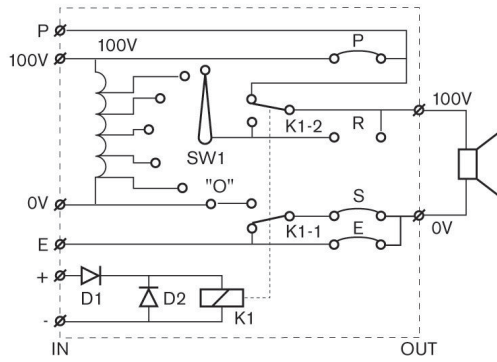 P
100V
100V
P
100V
K1-2
R
SW1
"O"
0V
S
E
K1-1
E
0V
+
D1
D2
K1
-
IN
OUT